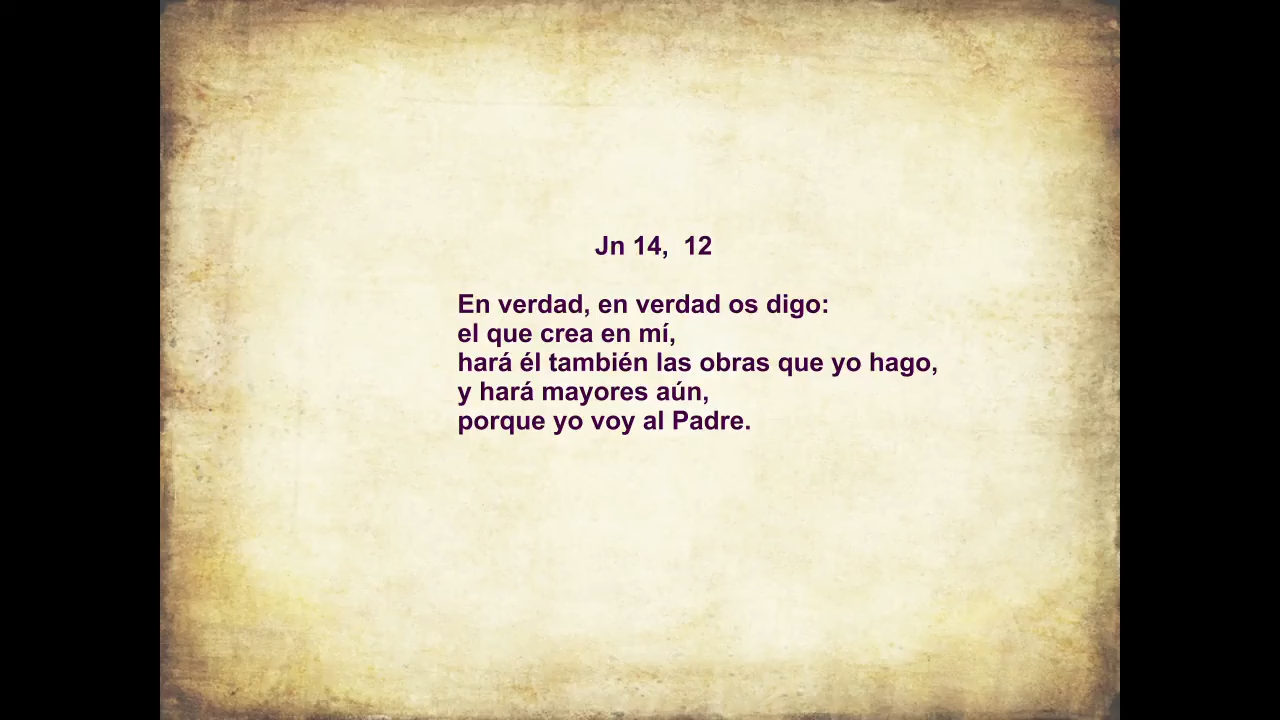 Jn 14,  12
En verdad, en verdad os digo:
el que crea en mí,
hará él también las obras que yo hago,
y hará mayores aún,
porque yo voy al Padre.